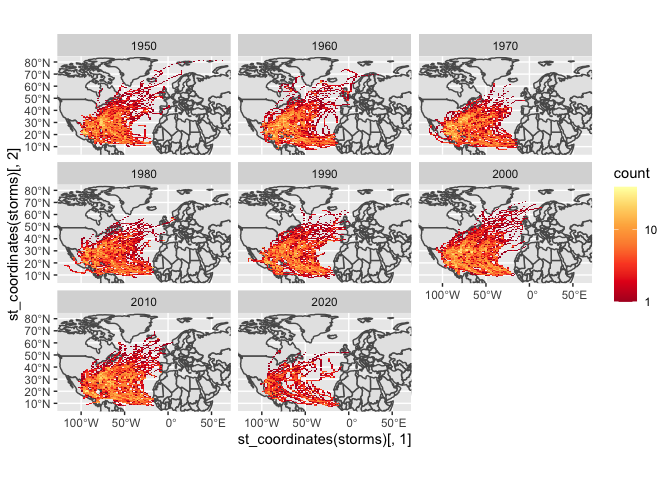 1950 1960 1970
80°N
70°N
60°N
50°N
40°N
30°N
20°N
10°N
1980 1990 2000
80°N
70°N
60°N
50°N
40°N
30°N
20°N
10°N
100°W 50°W 0° 50°E
2010 2020
80°N
70°N
60°N
50°N
40°N
30°N
20°N
10°N
100°W 50°W 0° 50°E 100°W 50°W 0° 50°E
st_coordinates(storms)[, 1]
st_coordinates(storms)[, 2]
count
10
1